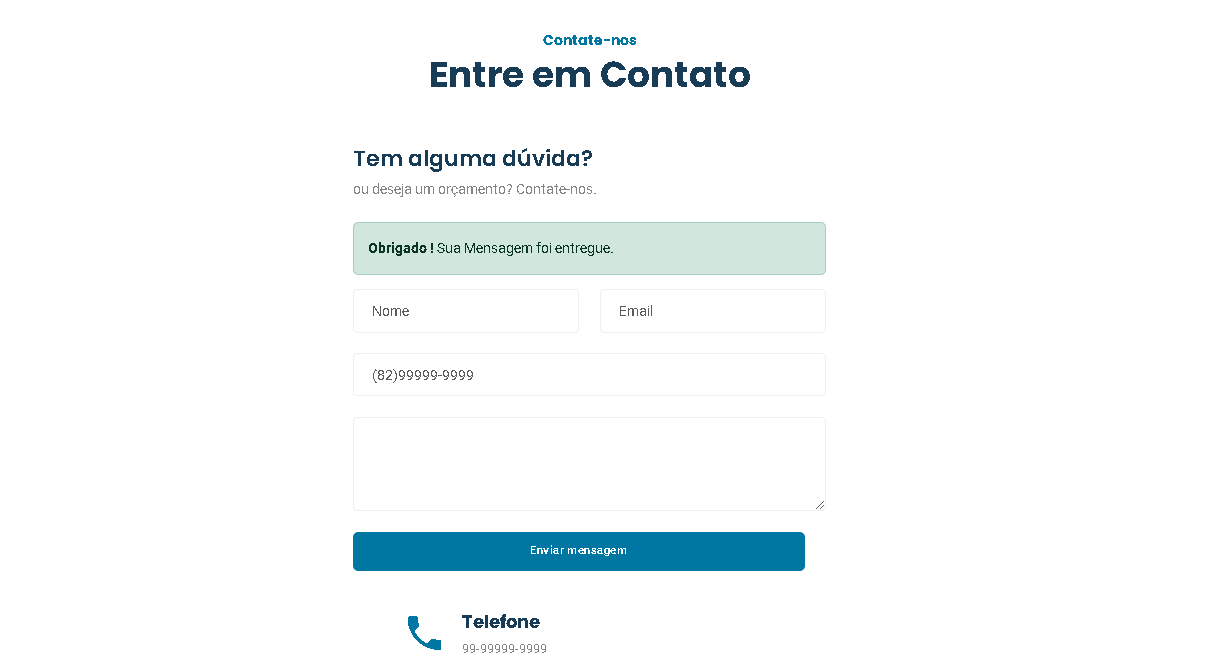 Contate-nos
Entre em Contato
Tem alguma dúvida?
ou deseja um orçamento? Contate-nos.
Obrigado ! Sua Mensagem foi entregue.
Nome Email
(82)99999-9999
Enviar mensagem
Telefone
99-99999-9999